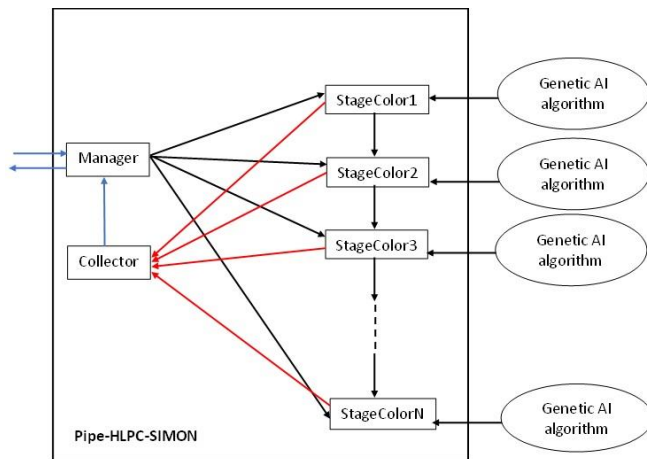 Genetic AI
algorithm
StageColor1
Manager
StageColor2
Genetic AI
algorithm
StageColor3
Genetic AI
algorithm
Collector
StageColorN
Genetic AI
algorithm
Pipe-HLPC-SIMON